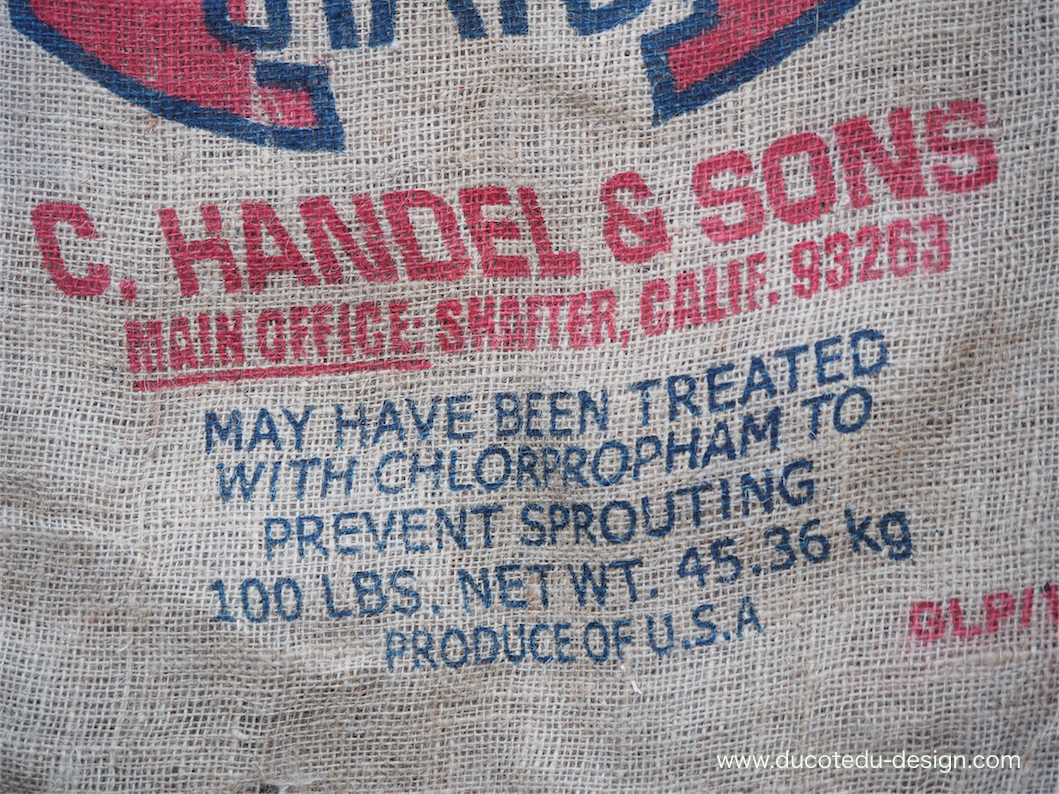 C. HANDEL & SONS
MAIN OFFICE: SHAFTER, CALIF. 93263
MAY HAVE BEEN TREATED
WITH CHLORPROPHAM TO
PREVENT SPROUTING
100 LBS. NET WT. 45.36 kg
PRODUCE OF U.S.A
www.ducotedu-design.com